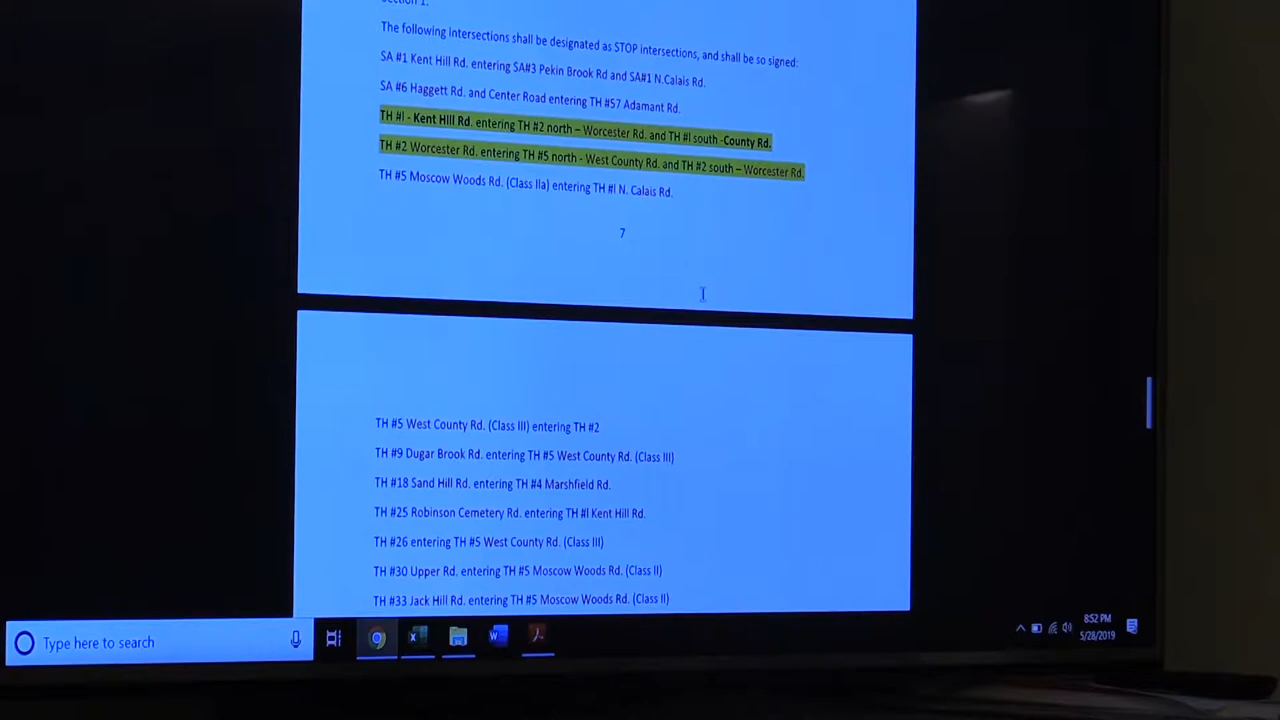 Section 1.
The following intersections shall be designated as STOP intersections, and shall be so signed:
SA #1 Kent Hill Rd. entering SA#3 Pekin Brook Rd and SA#1 N.Calais Rd.
SA #6 Haggett Rd. and Center Road entering TH #57 Adamant Rd.
TH #l - Kent HIll Rd. entering TH #2 north – Worcester Rd. and TH #l south -County Rd.
TH #2 Worcester Rd. entering TH #5 north - West County Rd. and TH #2 south – Worcester Rd.
TH #5 Moscow Woods Rd. (Class IIa) entering TH #l N. Calais Rd.
7
TH #5 West County Rd. (Class III) entering TH #2
TH #9 Dugar Brook Rd. entering TH #5 West County Rd. (Class III)
TH #18 Sand Hill Rd. entering TH #4 Marshfield Rd.
TH #25 Robinson Cemetery Rd. entering TH #l Kent Hill Rd.
TH #26 entering TH #5 West County Rd. (Class III)
TH #30 Upper Rd. entering TH #5 Moscow Woods Rd. (Class II)
TH #33 Jack Hill Rd. entering TH #5 Moscow Woods Rd. (Class II)
Type here to search
8:52 PM
5/28/2019